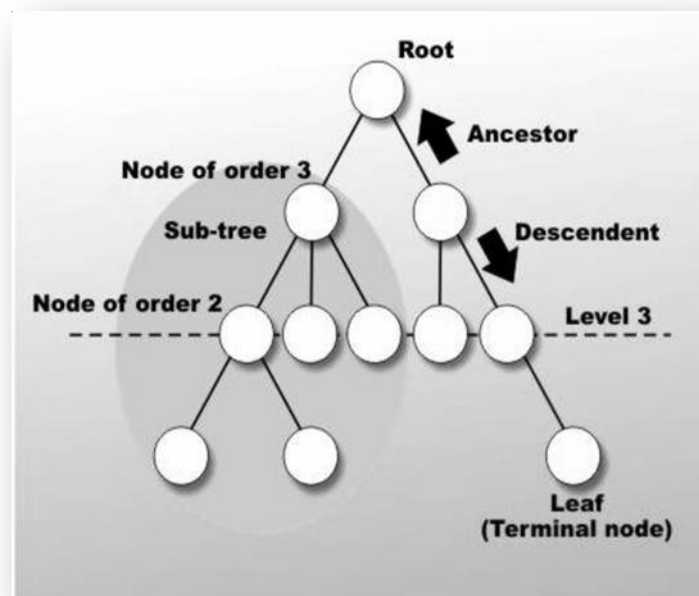 Root
Ancestor
Node of order 3
Sub-tree
Descendent
Node of order 2
Level 3
Leaf
(Terminal node)